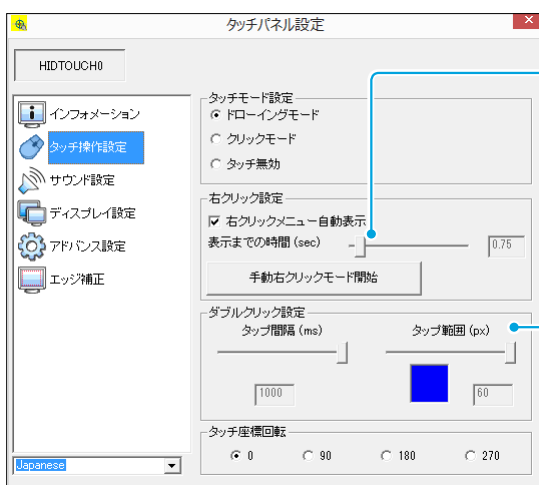 タッチパネル設定
HIDTOUCH0
インフォメーション
タッチ操作設定
サウンド設定
ディスプレイ設定
アドバンス設定
エッジ補正
Japanese
タッチモード設定
ドローイングモード
クリックモード
タッチ無効
右クリック設定
右クリックメニュー自動表示
表示までの時間 (sec) 0.75
手動右クリックモード開始
ダブルクリック設定
タップ間隔 (ms) タップ範囲 (px)
1000 60
タッチ座標回転
0 90 180 270